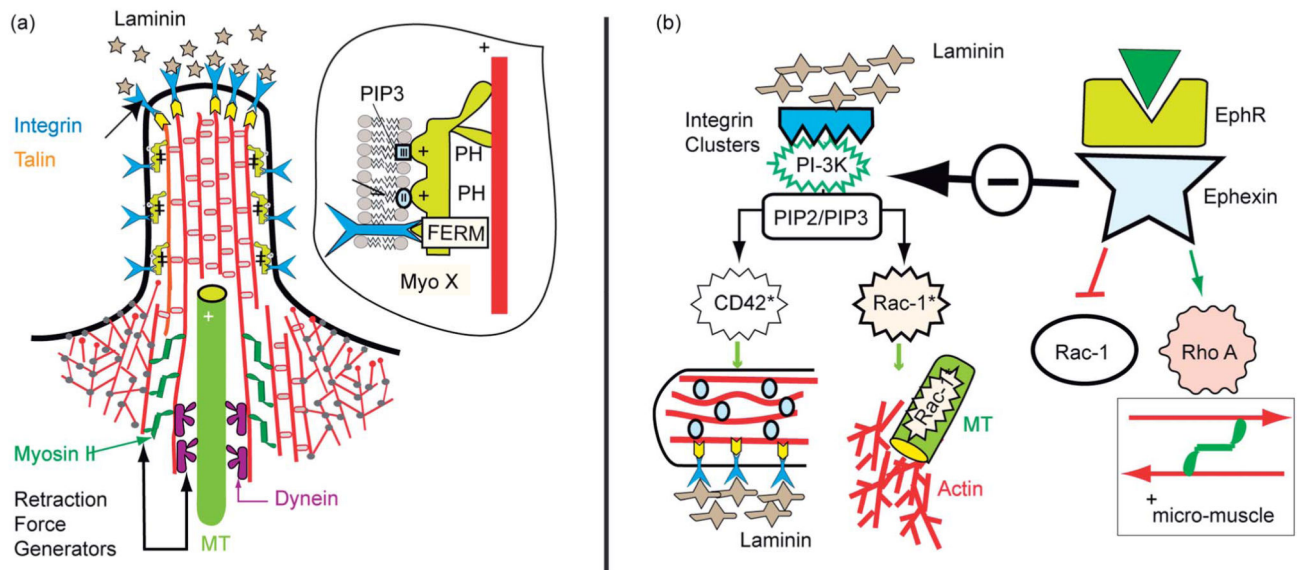 (a)
Laminin
Integrin
Talin
PIP3
+
III
+
PH
II
+
PH
FERM
Myo X
+
Myosin II
Retraction
Force
Generators
Dynein
MT
(b)
Laminin
Integrin
Clusters
PI-3K
PIP2/PIP3
CD42*
Rac-1*
Rac-1
MT
Actin
Laminin
EphR
Ephexin
Rac-1
Rho A
+
micro-muscle